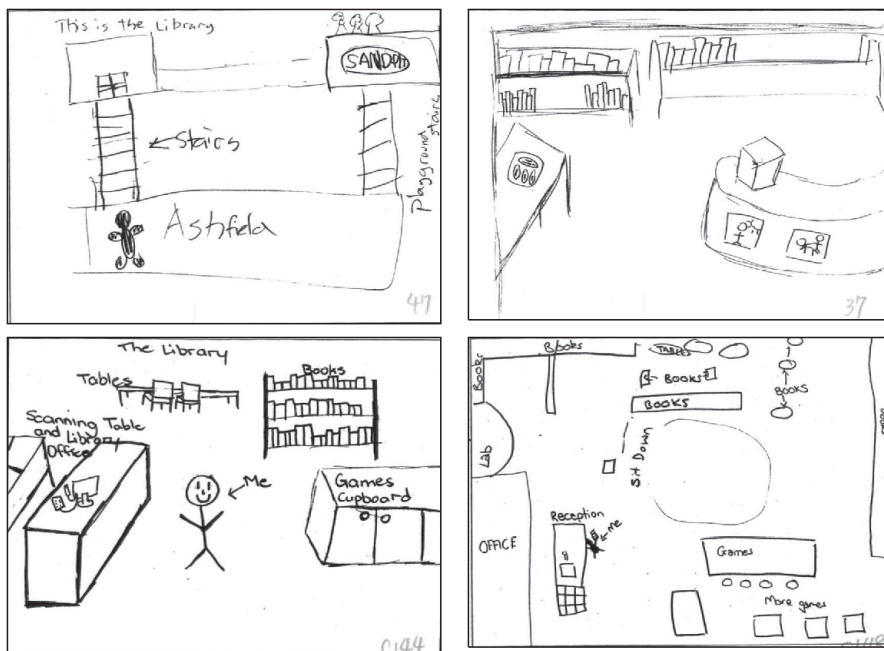 This is the Library
SANDPIT
Stairs
playground stairs
Ashfield
47
37
The Library
Tables
Books
Scanning Table
and Library
Office
Me
Games
Cupboard
0144
Books
Books
TABLES
BOOKS
BOOKS
BOOKS
Lab
Sit Down
Reception
me
OFFICE
Games
More games